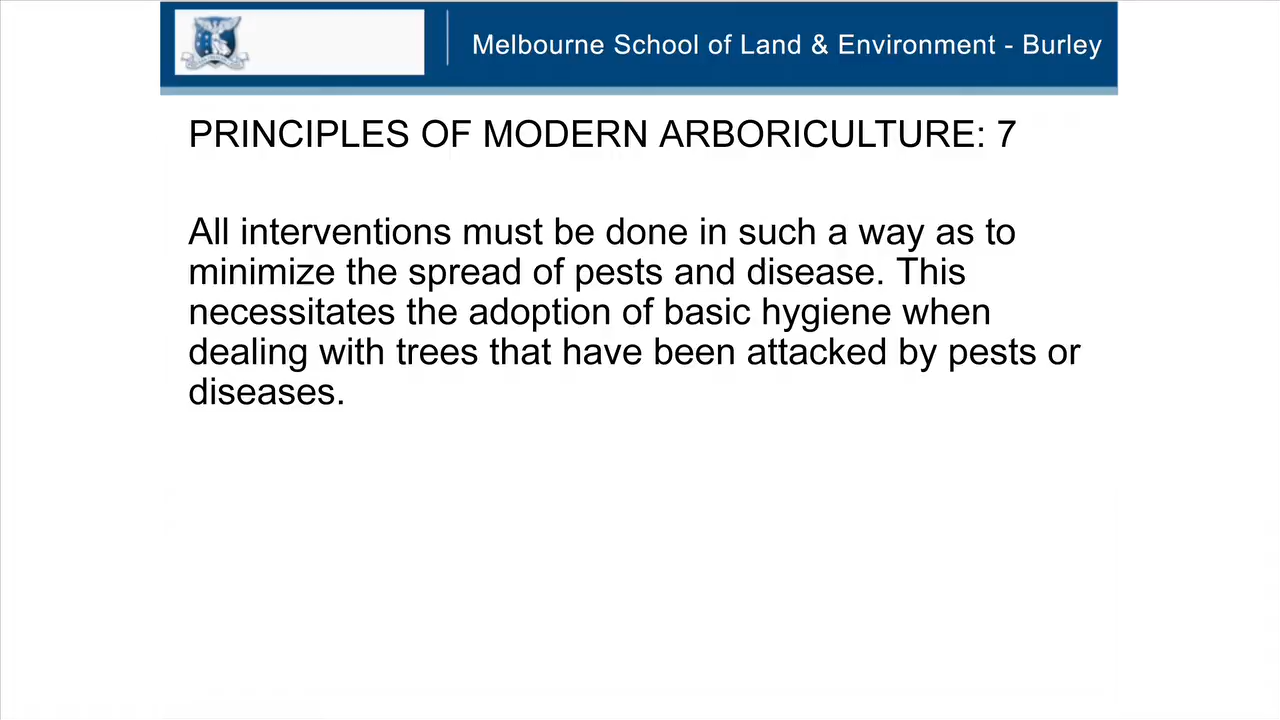 Melbourne School of Land & Environment - Burley
PRINCIPLES OF MODERN ARBORICULTURE: 7
All interventions must be done in such a way as to
minimize the spread of pests and disease. This
necessitates the adoption of basic hygiene when
dealing with trees that have been attacked by pests or
diseases.